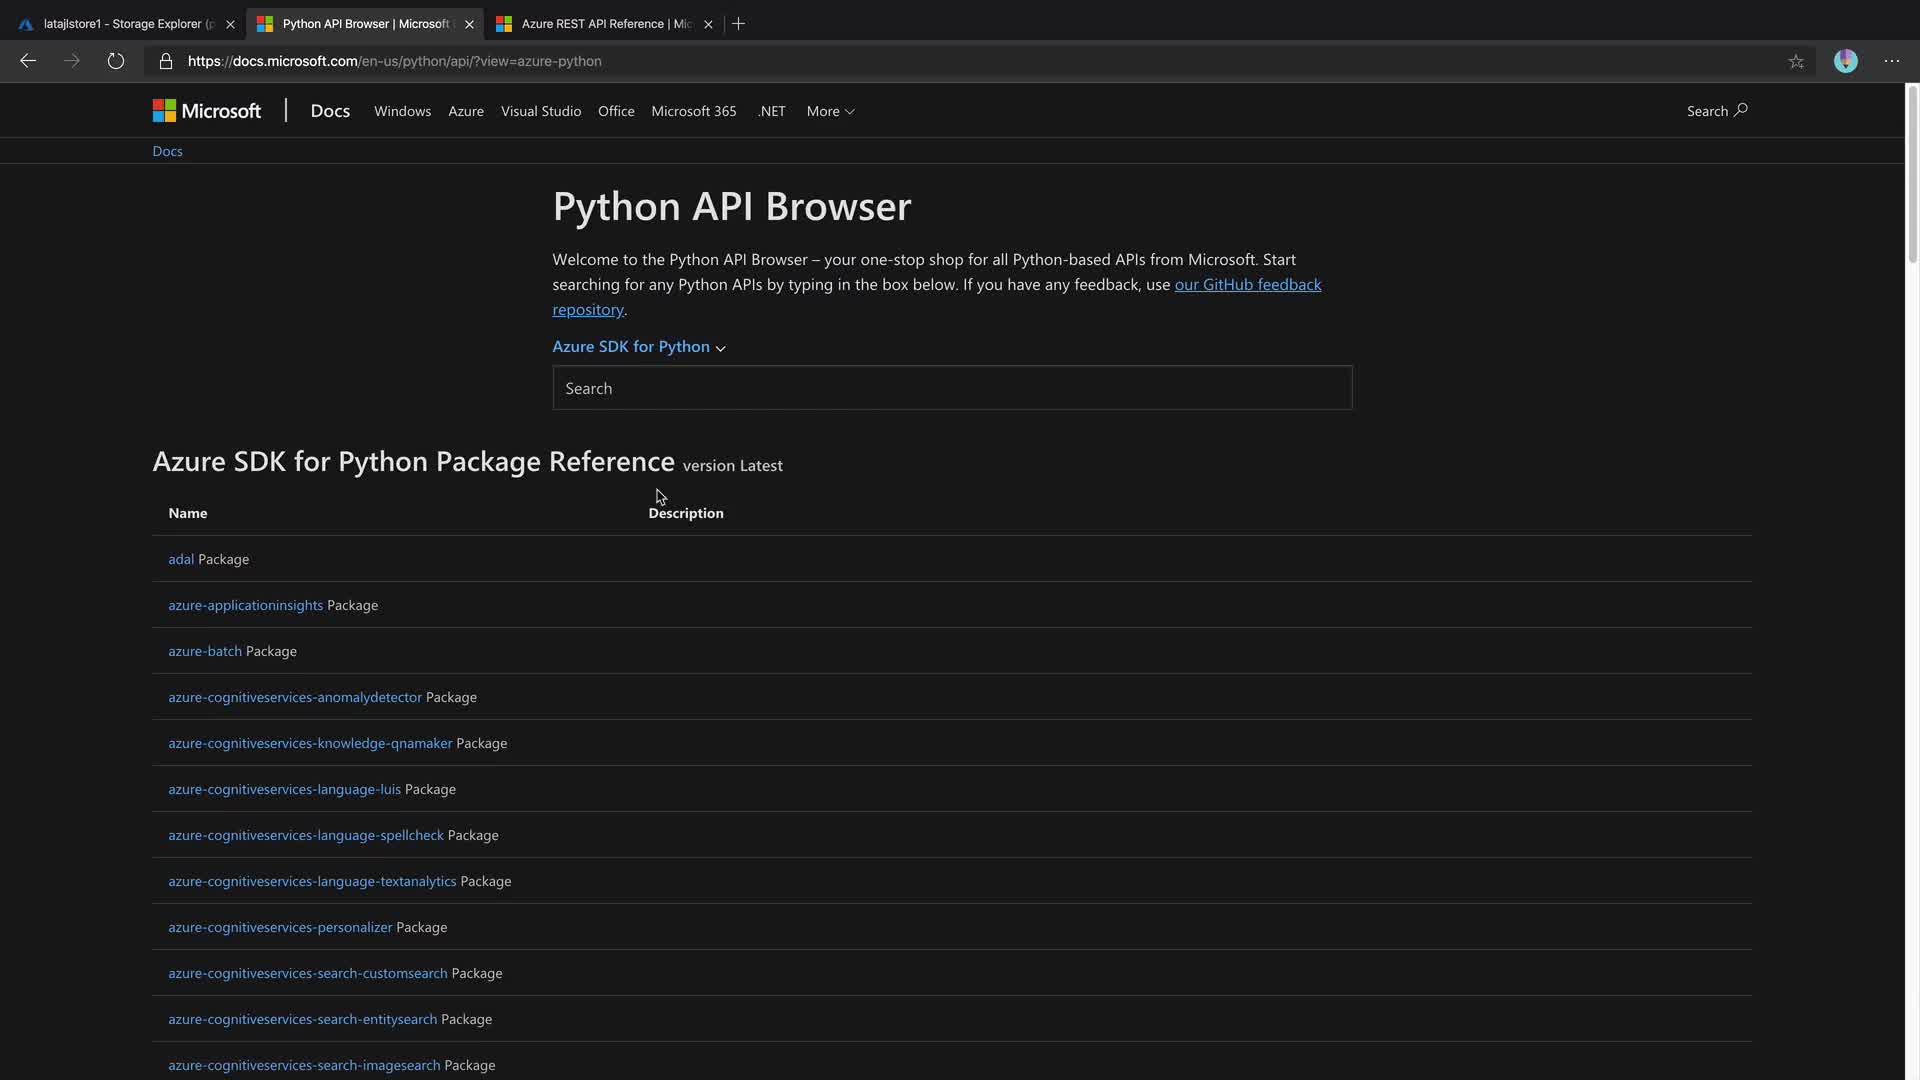 latajlstore1 - Storage Explorer (p
Python API Browser | Microsoft
Azure REST API Reference | Mic
https://docs.microsoft.com/en-us/python/api/?view=azure-python
Microsoft Docs Windows Azure Visual Studio Office Microsoft 365 .NET More Search
Docs
Python API Browser
Welcome to the Python API Browser – your one-stop shop for all Python-based APIs from Microsoft. Start
searching for any Python APIs by typing in the box below. If you have any feedback, use our GitHub feedback
repository.
Azure SDK for Python
Search
Azure SDK for Python Package Reference version Latest
Name Description
adal Package
azure-applicationinsights Package
azure-batch Package
azure-cognitiveservices-anomalydetector Package
azure-cognitiveservices-knowledge-qnamaker Package
azure-cognitiveservices-language-luis Package
azure-cognitiveservices-language-spellcheck Package
azure-cognitiveservices-language-textanalytics Package
azure-cognitiveservices-personalizer Package
azure-cognitiveservices-search-customsearch Package
azure-cognitiveservices-search-entitysearch Package
azure-cognitiveservices-search-imagesearch Package